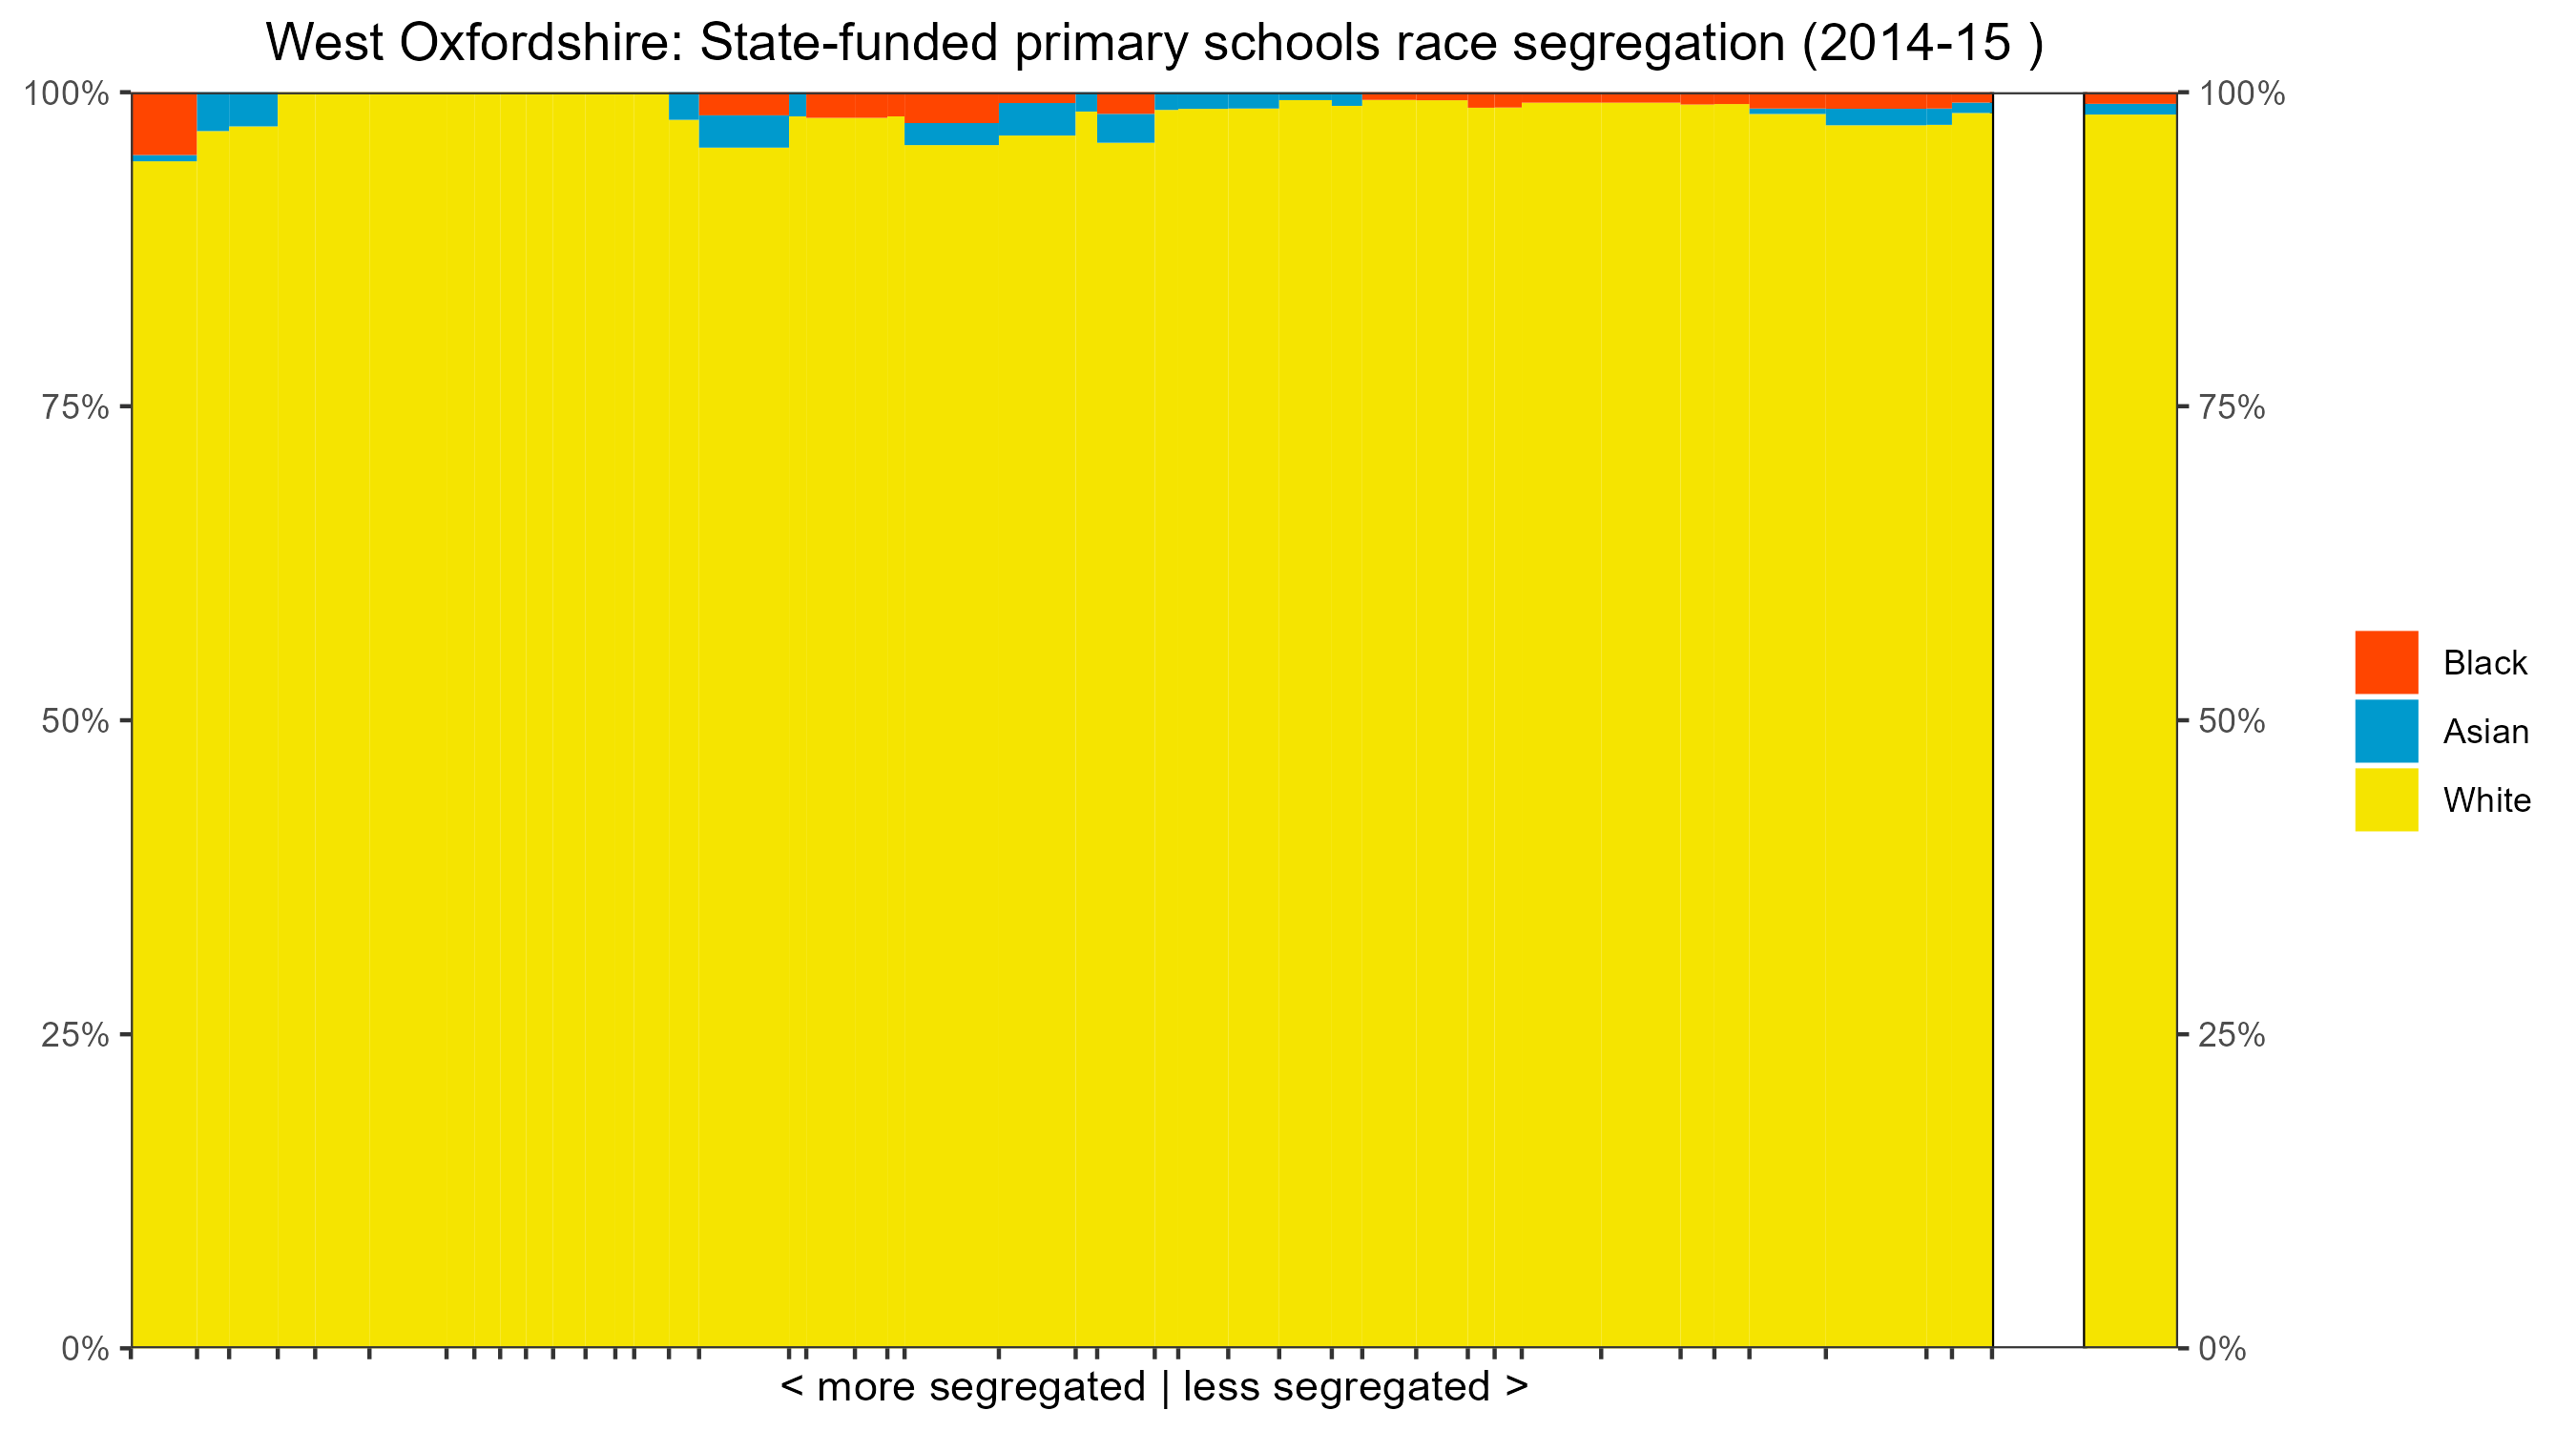 West Oxfordshire: State-funded primary schools race segregation (2014-15 )
100%
75%
50%
25%
0%
100%
75%
50%
25%
0%
Black
Asian
White
< more segregated | less segregated >